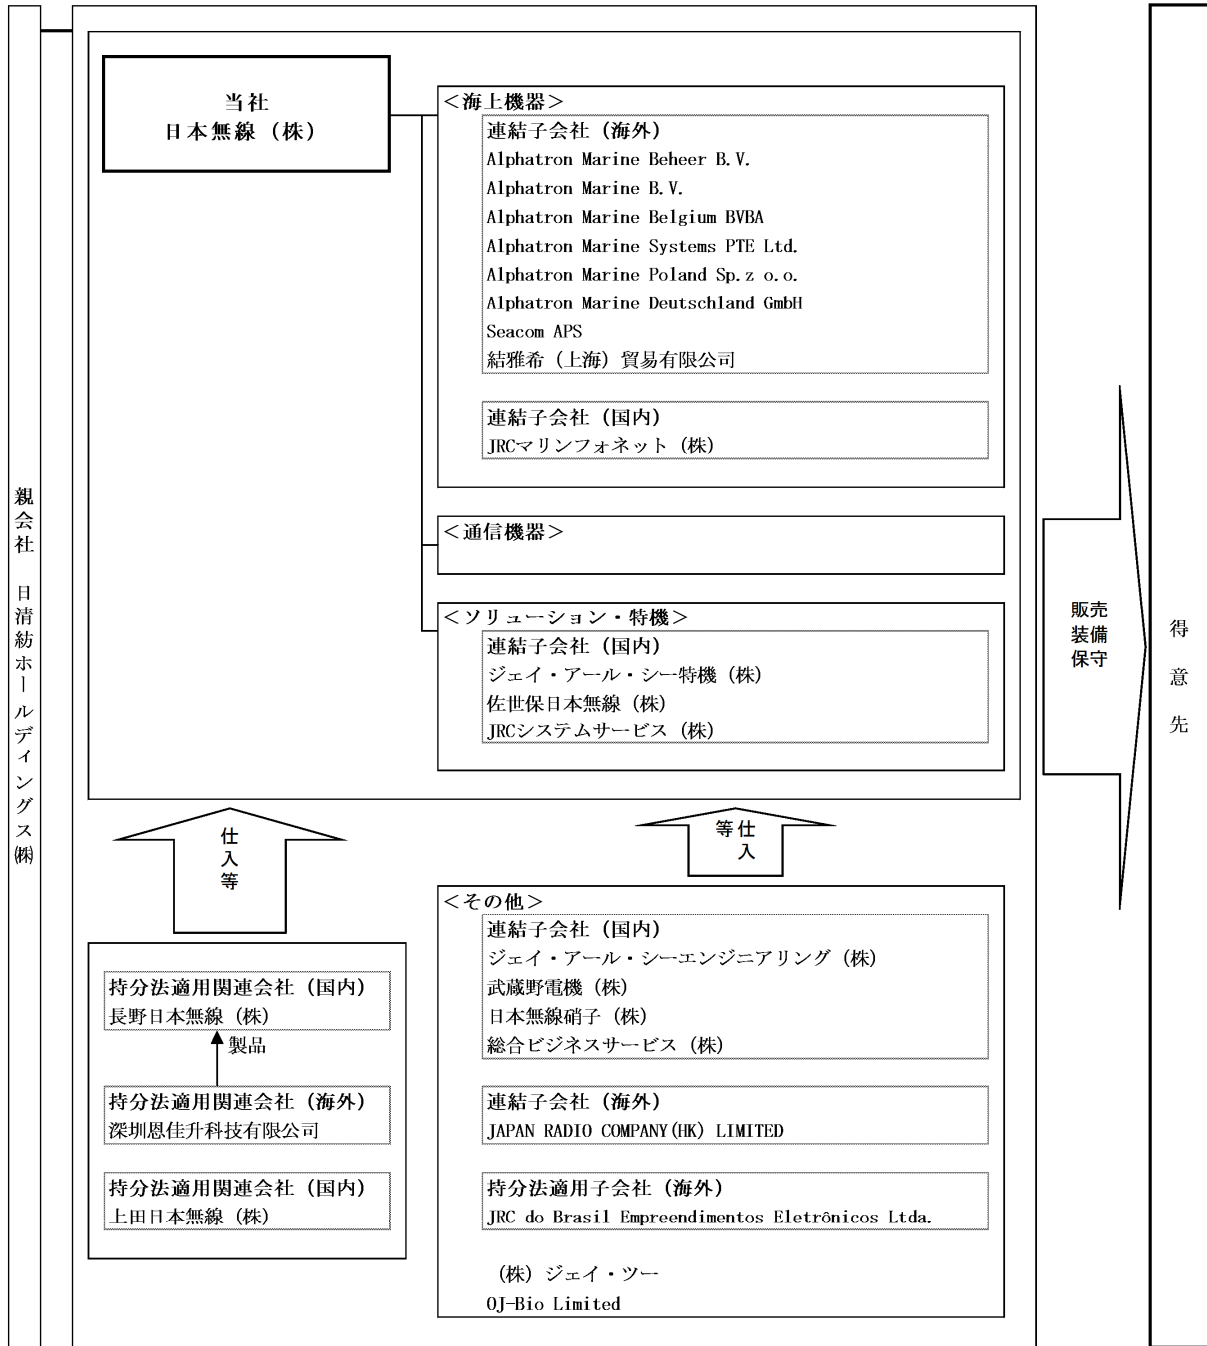 親会社 日清紡ホールディングス㈱
当社
日本無線（株）
＜海上機器＞
連結子会社（海外）
Alphatron Marine Beheer B.V.
Alphatron Marine B.V.
Alphatron Marine Belgium BVBA
Alphatron Marine Systems PTE Ltd.
Alphatron Marine Poland Sp.z o.o.
Alphatron Marine Deutschland GmbH
Seacom APS
結雅希（上海）貿易有限公司
連結子会社（国内）
JRCマリンフォネット（株）
＜通信機器＞
＜ソリューション・特機＞
連結子会社（国内）
ジェイ・アール・シー特機（株）
佐世保日本無線（株）
JRCシステムサービス（株）
仕入等
仕入等
持分法適用関連会社（国内）
長野日本無線（株）
製品
持分法適用関連会社（海外）
深圳恩佳升科技有限公司
持分法適用関連会社（国内）
上田日本無線（株）
＜その他＞
連結子会社（国内）
ジェイ・アール・シーエンジニアリング（株）
武蔵野電機（株）
日本無線硝子（株）
総合ビジネスサービス（株）
連結子会社（海外）
JAPAN RADIO COMPANY(HK) LIMITED
持分法適用子会社（海外）
JRC do Brasil Empreendimentos Eletrônicos Ltda.
（株）ジェイ・ツー
OJ-Bio Limited
販売
装備
保守
得意先